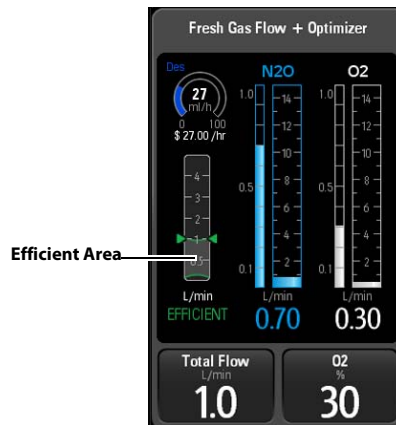 Fresh Gas Flow + Optimizer
Des
27
ml/h
0 100
$ 27.00 /hr
N2O
O2
1.0
14
12
10
8
0.5
6
4
2
0.1
1.0
14
12
10
8
0.5
6
4
2
0.1
4
3
2
1
0.5
Efficient Area
L/min
EFFICIENT
L/min
0.70
L/min
0.30
Total Flow
L/min
1.0
O2
%
30